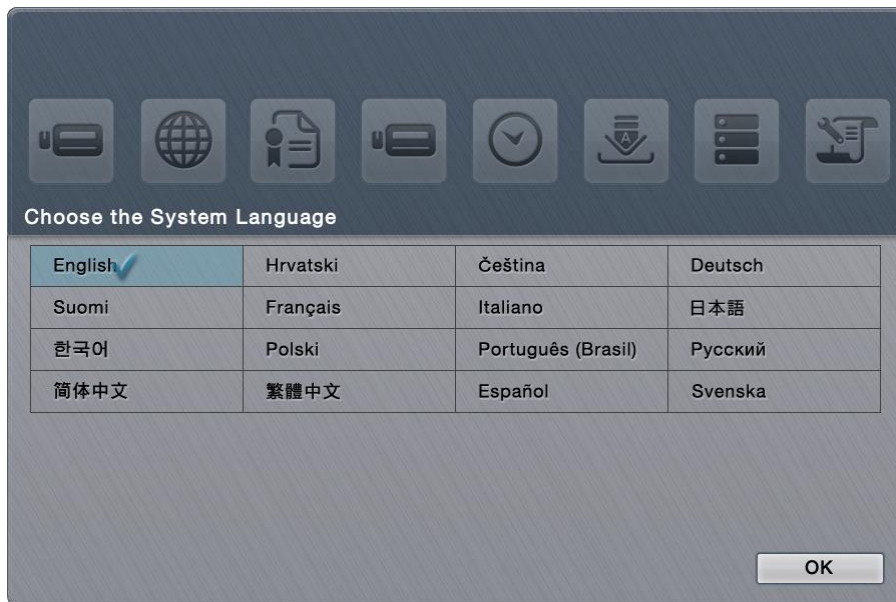 A
Choose the System Language
English Hrvatski Čeština Deutsch
Suomi Français Italiano 日本語
한국어 Polski Português (Brasil) Русский
简体中文 繁體中文 Español Svenska
OK